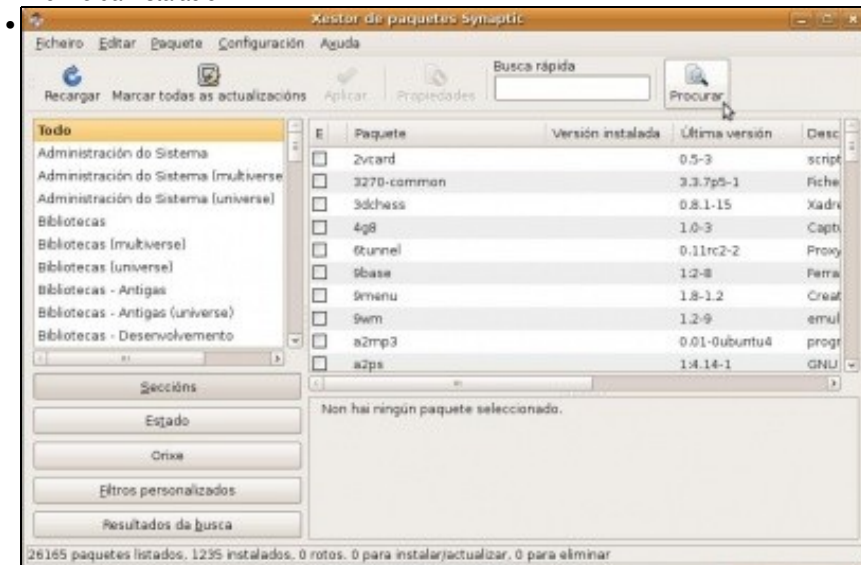 Xestor de paquetes Synaptic
Ficheiro Editar Paquete Configuración Axuda
Recargar Marcar todas as actualizacións Aplicar Propiedades Busca rápida Procurar
Todo
Administración do Sistema
Administración do Sistema (multiverse
Administración do Sistema (universe)
Bibliotecas
Bibliotecas (multiverse)
Bibliotecas (universe)
Bibliotecas - Antigas
Bibliotecas - Antigas (universe)
Bibliotecas - Desenvolvemento
Seccións
Estado
Orixe
Filtros personalizados
Resultados da busca
E Paquete Versión instalada Última versión Desc
2vcard 0.5-3 script
3270-common 3.3.7p5-1 Fiche
3dchess 0.8.1-15 Xadre
4g8 1.0-3 Captu
6tunnel 0.11rc2-2 Proxy
9base 1:2-8 Ferra
9menu 1.8-1.2 Creat
9wm 1.2-9 emul
a2mp3 0.01-0ubuntu4 progr
a2ps 1:4.14-1 GNU
Non hai ningún paquete seleccionado.
26165 paquetes listados, 1235 instalados, 0 rotos. 0 para instalar/actualizar, 0 para eliminar